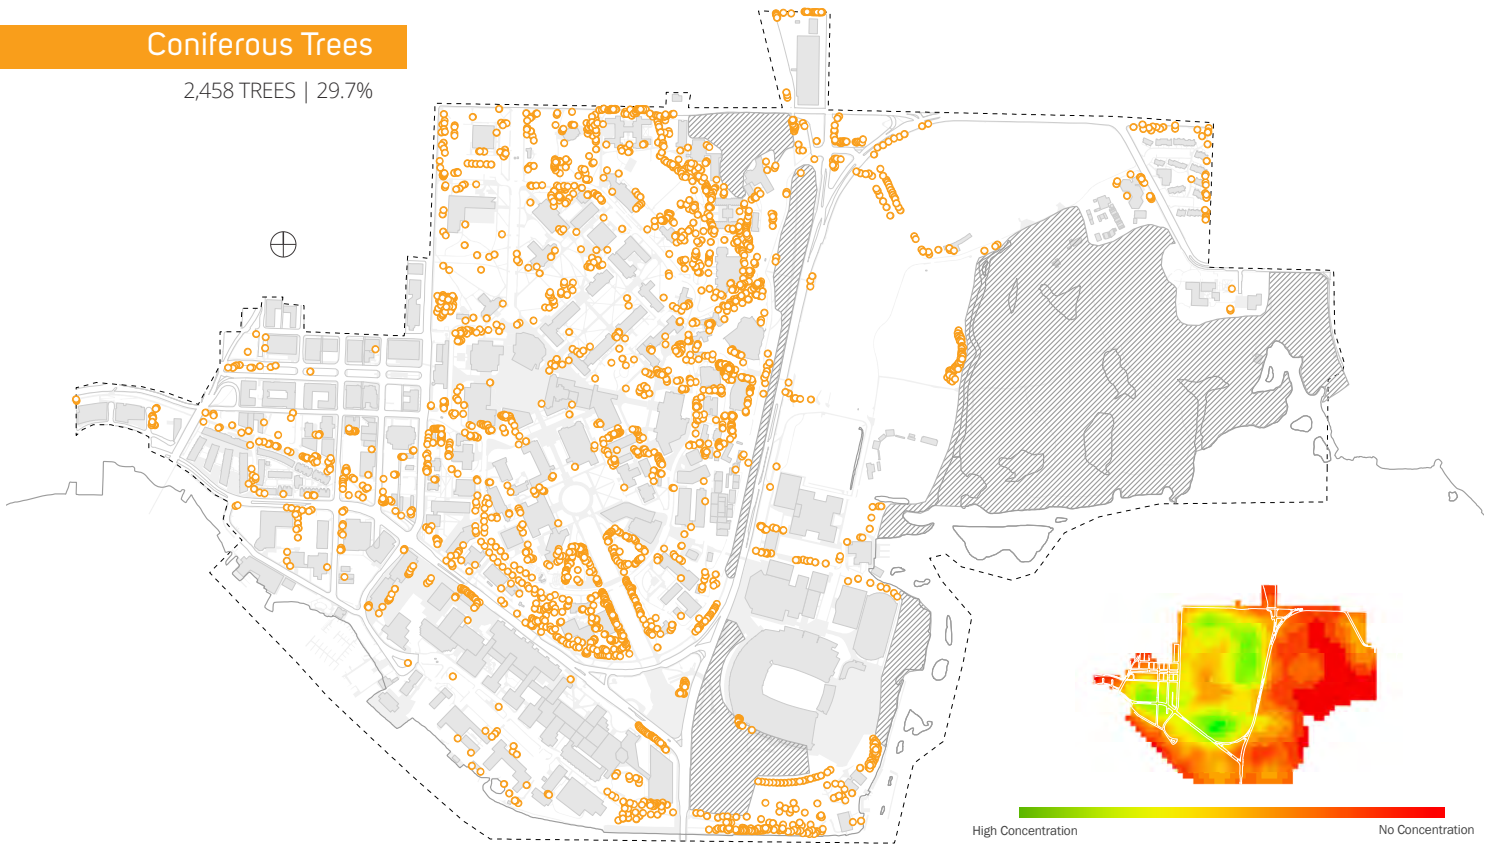 Coniferous Trees
2,458 TREES | 29.7%
High Concentration
No Concentration